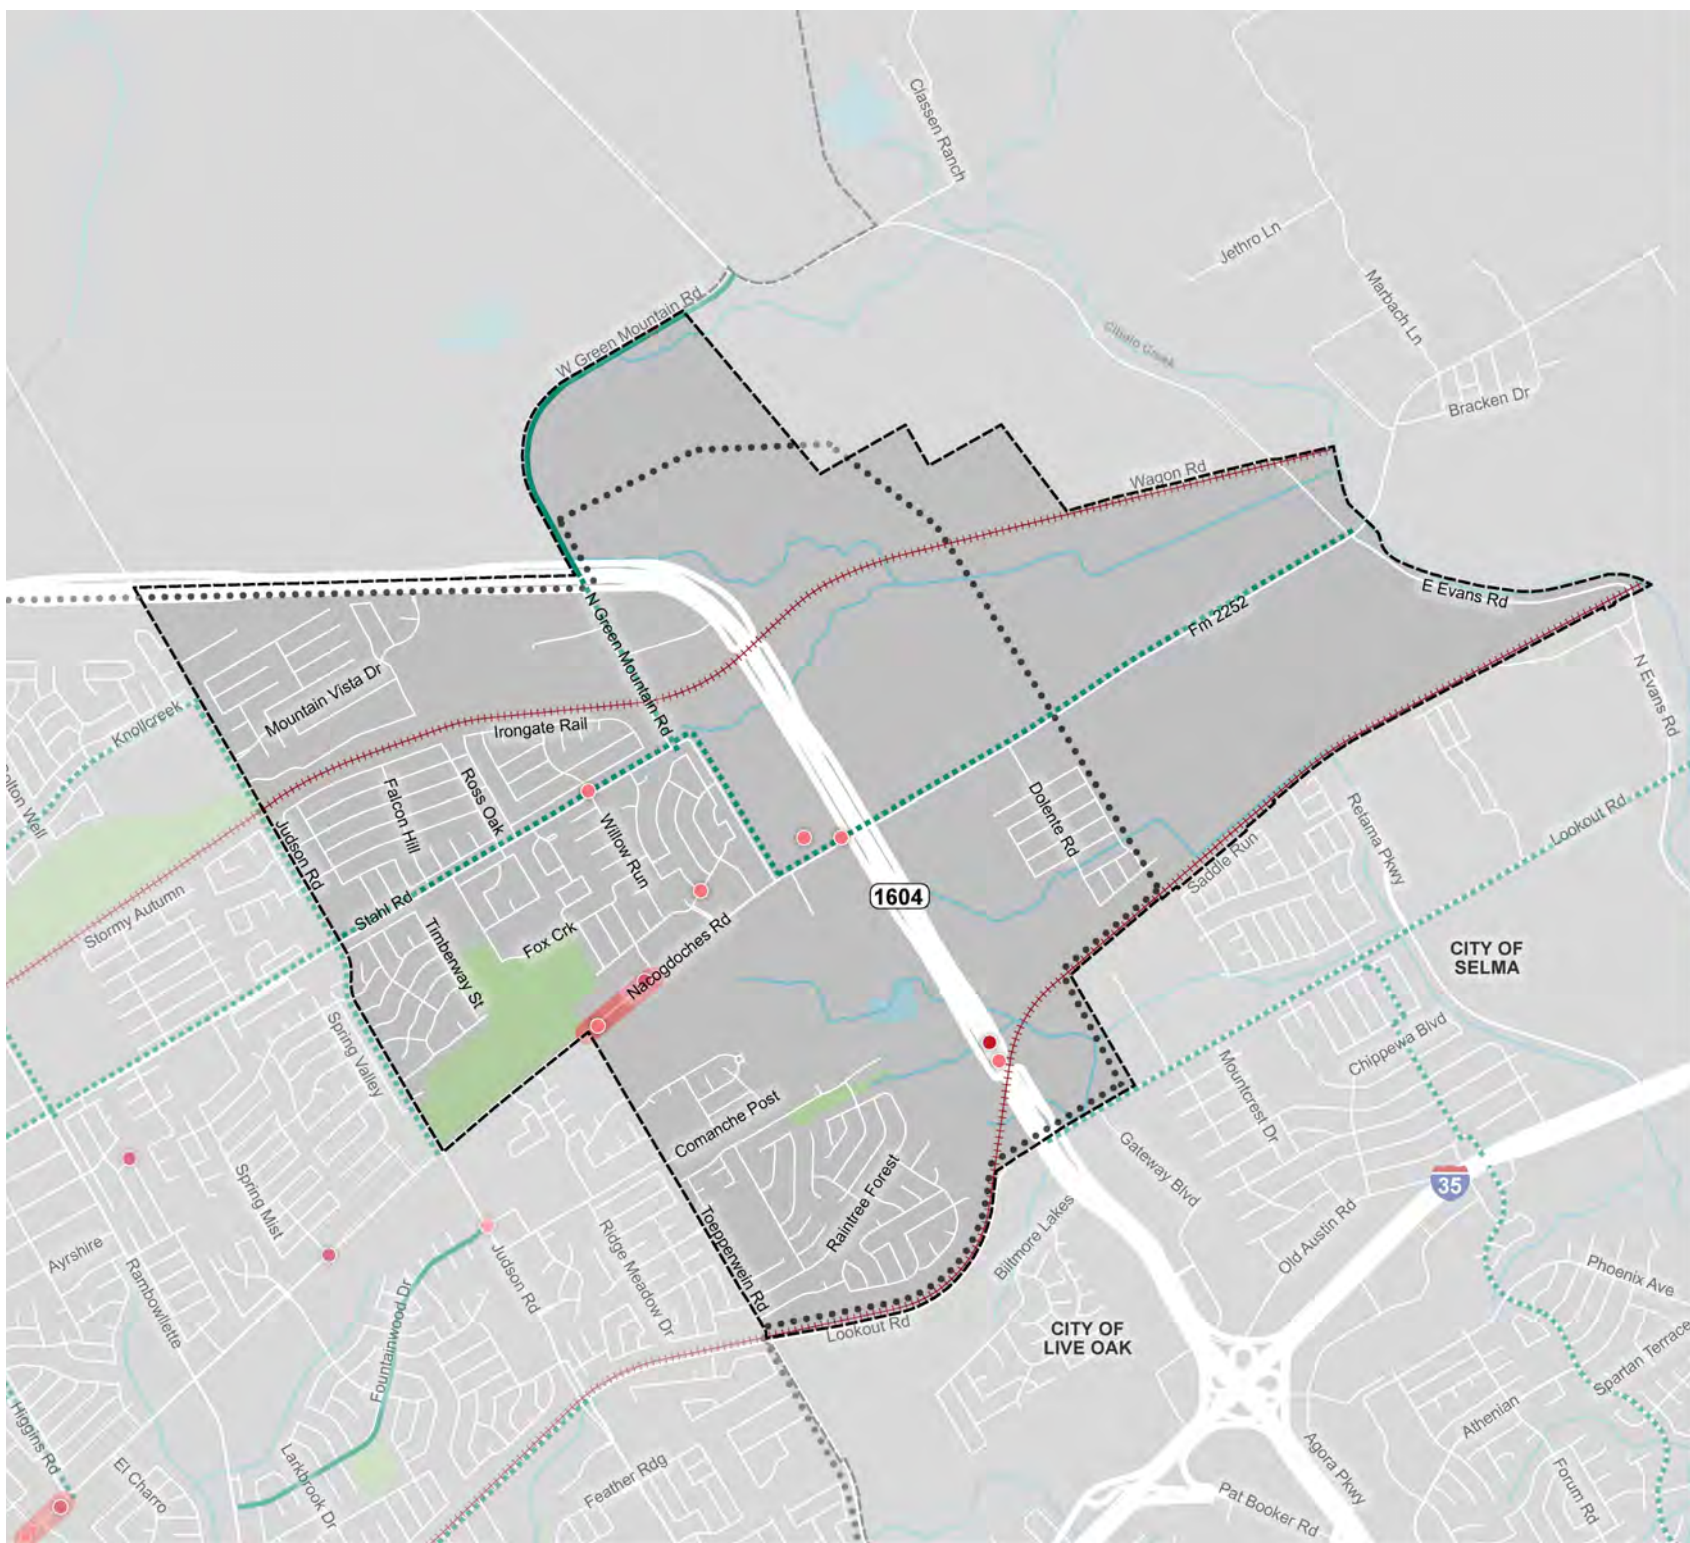 Classen Ranch
Jethro Ln
Marbach Ln
W Green Mountain Rd
Cibolo Creek
Bracken Dr
Wagon Rd
E Evans Rd
N Green Mountain Rd
Fm 2252
N Evans Rd
Mountain Vista Dr
Knollcreek
Irongate Rail
Ross Oak
Falcon Hill
Dolente Rd
Retama Pkwy
Lookout Rd
Willow Run
Judson Rd
Saddle Run
Stormy Autumn
Stahl Rd
1604
Timberway St
Fox Crk
Nacogdoches Rd
CITY OF
SELMA
Spring Valley
Chippewa Blvd
Mountcrest Dr
Comanche Post
Gateway Blvd
35
Spring Mist
Raintree Forest
Toepperwein Rd
Biltmore Lakes
Old Austin Rd
Ayrshire
Rambowllette
Judson Rd
Ridge Meadow Dr
Phoenix Ave
Fountainwood Dr
Lookout Rd
CITY OF
LIVE OAK
Spartan Terrace
Athenian
Higgins Rd
El Charro
Larkbrook Dr
Feather Rdg
Agora Pkwy
Pat Booker Rd
Forum Rd